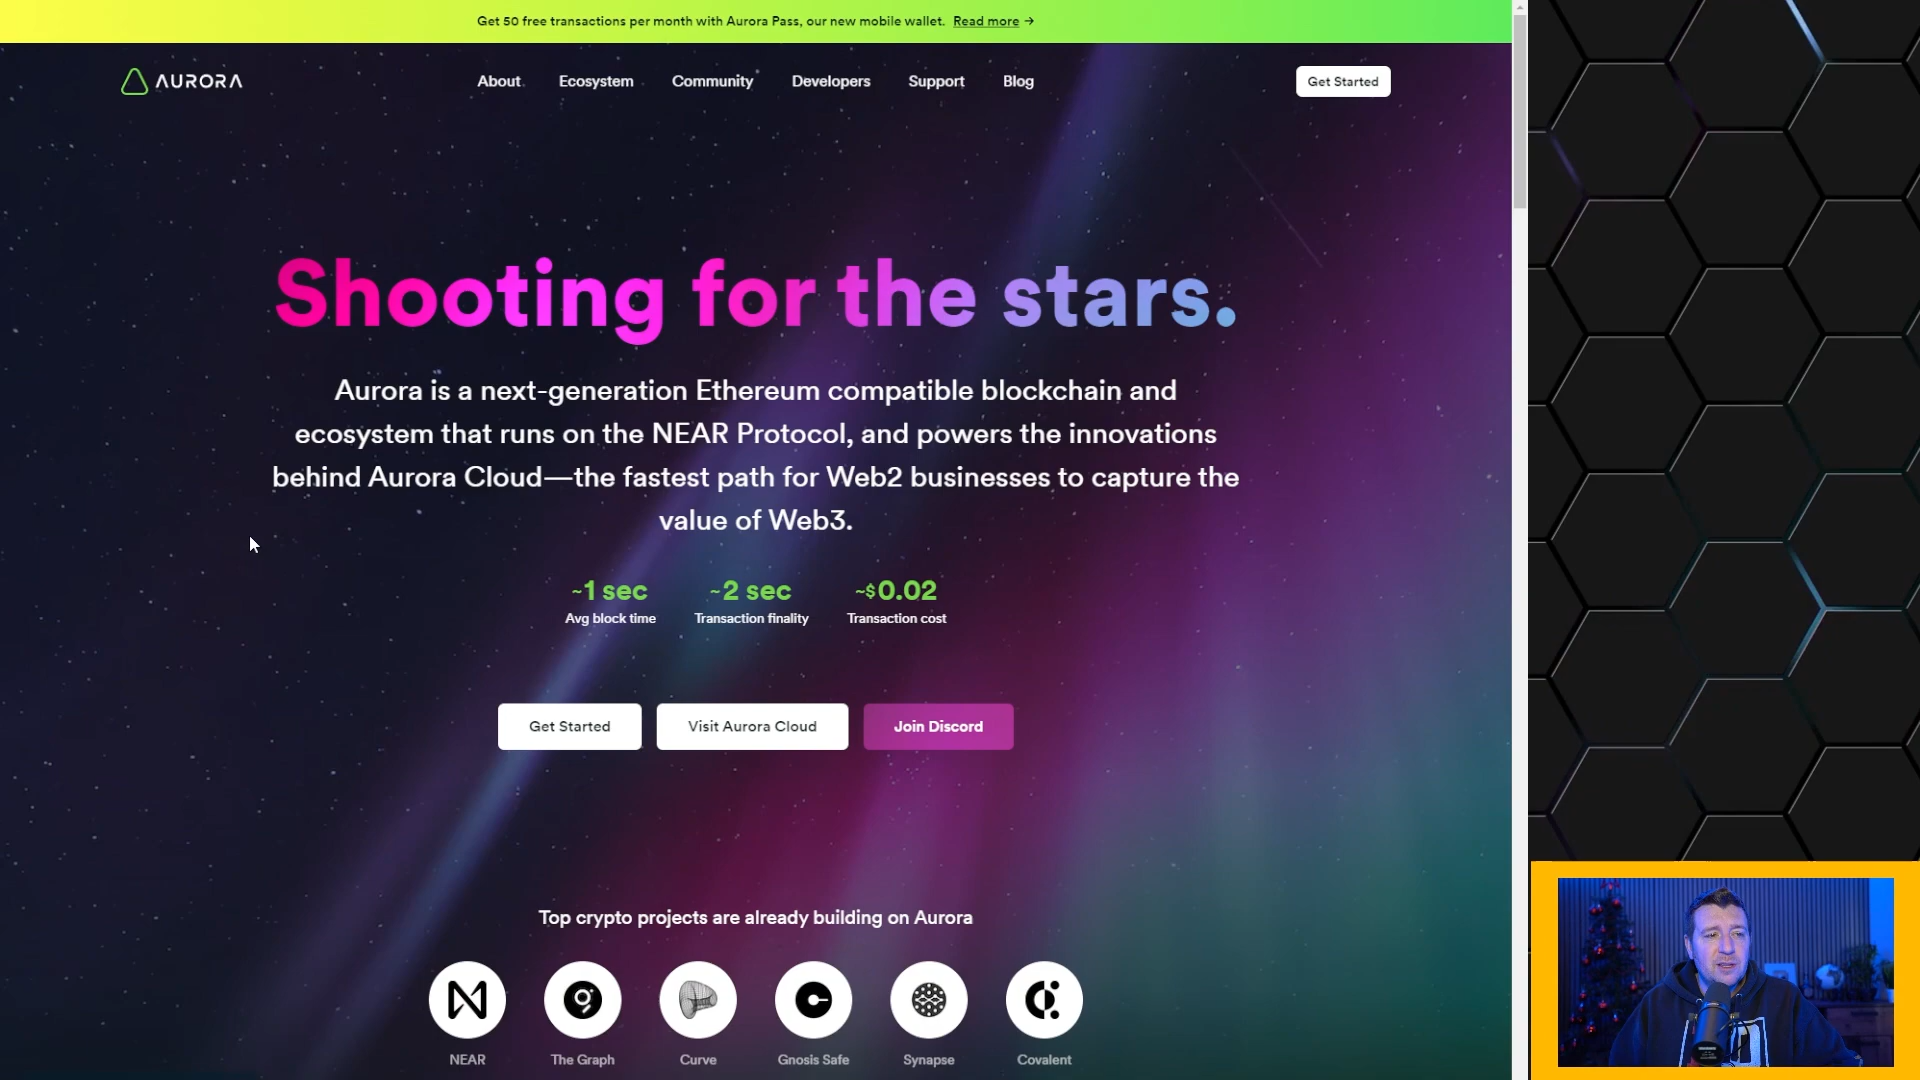 Get 50 free transactions per month with Aurora Pass, our new mobile wallet. Read more →
AURORA
About Ecosystem Community Developers Support Blog
Get Started
Shooting for the stars.
Aurora is a next-generation Ethereum compatible blockchain and
ecosystem that runs on the NEAR Protocol, and powers the innovations
behind Aurora Cloud—the fastest path for Web2 businesses to capture the
value of Web3.
~1 sec ~2 sec ~$0.02
Avg block time Transaction finality Transaction cost
Get Started Visit Aurora Cloud Join Discord
Top crypto projects are already building on Aurora
NEAR The Graph Curve Gnosis Safe Synapse Covalent